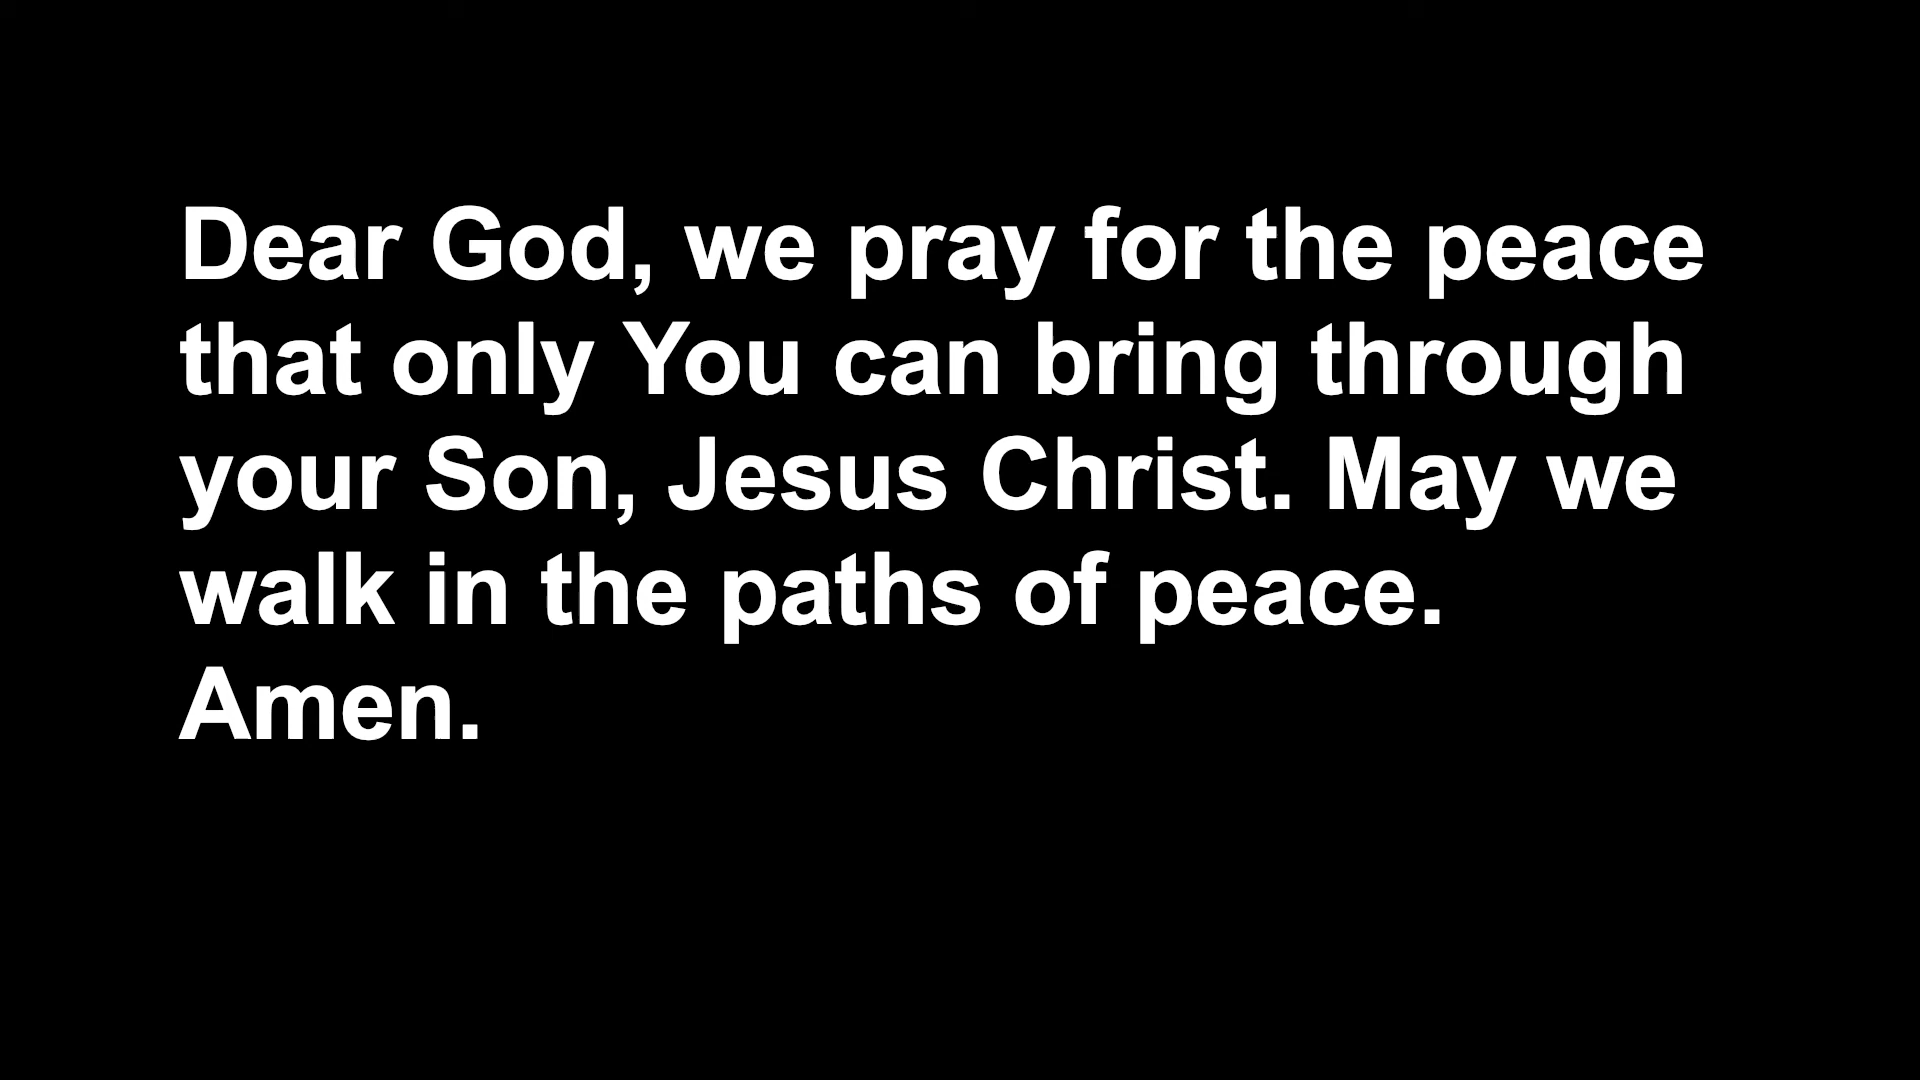 Dear God, we pray for the peace
that only You can bring through
your Son, Jesus Christ. May we
walk in the paths of peace.
Amen.